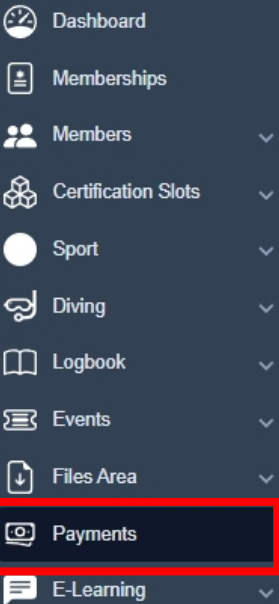 Dashboard
Memberships
Members
Certification Slots
Sport
Diving
Logbook
Events
Files Area
Payments
E-Learning